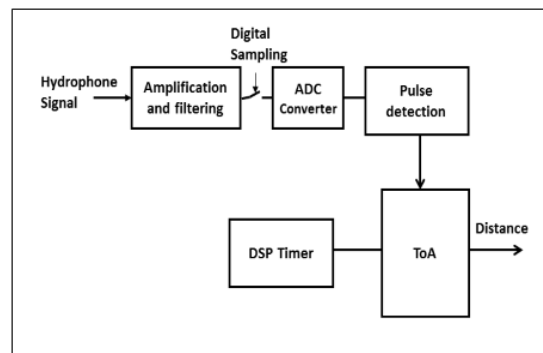 Digital
Sampling
Hydrophone
Signal
Amplification
and filtering
ADC
Converter
Pulse
detection
DSP Timer
ToA
Distance